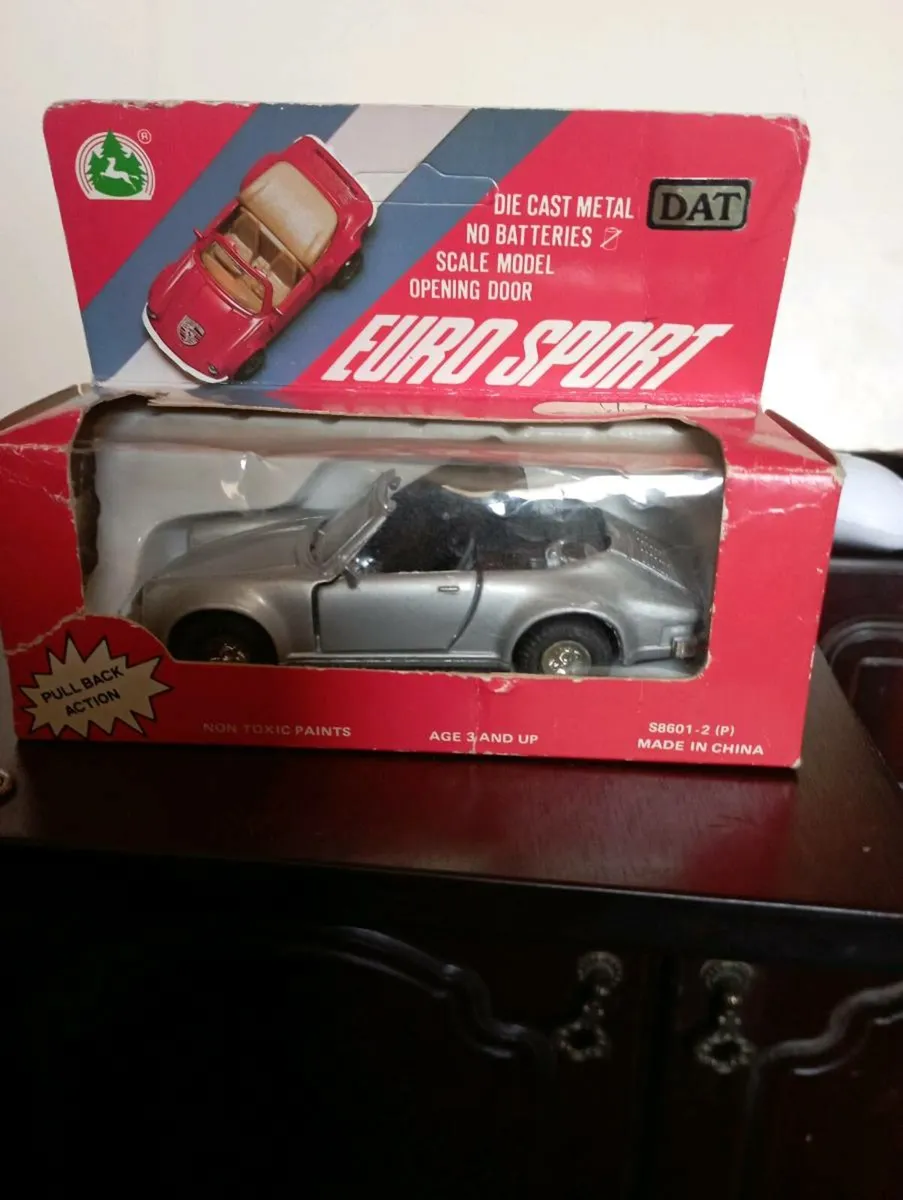 ®
DIE CAST METAL
DAT
NO BATTERIES
SCALE MODEL
OPENING DOOR
EURO SPORT
PULL BACK
ACTION
NON TOXIC PAINTS
AGE 3 AND UP
S8601-2 (P)
MADE IN CHINA